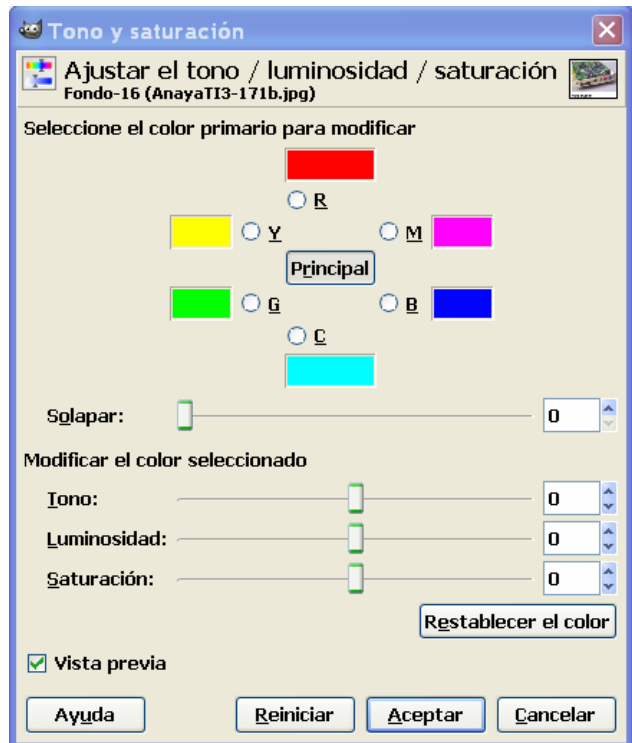 Tono y saturación
Ajustar el tono / luminosidad / saturación
Fondo-16 (AnayaTI3-171b.jpg)
Seleccione el color primario para modificar
R
Y M
Principal
G B
C
Solapar: 0
Modificar el color seleccionado
Tono: 0
Luminosidad: 0
Saturación: 0
Restablecer el color
Vista previa
Ayuda Reiniciar Aceptar Cancelar